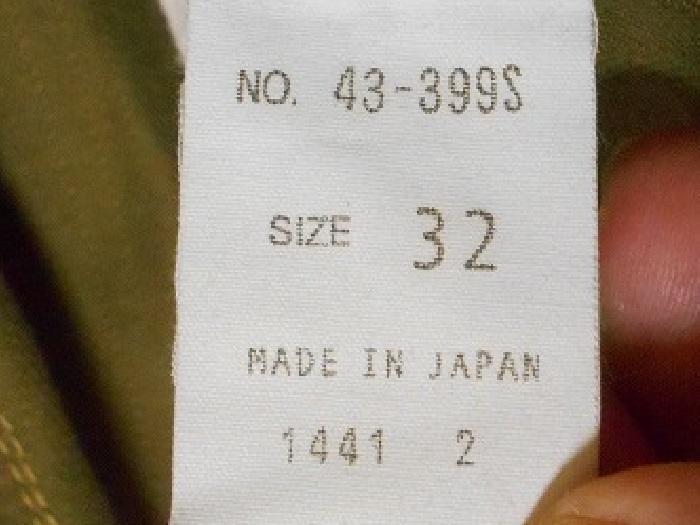 NO. 43-399S
SIZE 32
MADE IN JAPAN
1441 2